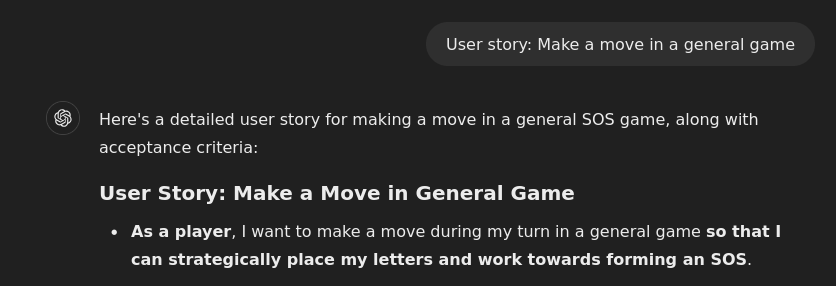 User story: Make a move in a general game
Here's a detailed user story for making a move in a general SOS game, along with
acceptance criteria:
User Story: Make a Move in General Game
• As a player, I want to make a move during my turn in a general game so that I
can strategically place my letters and work towards forming an SOS.